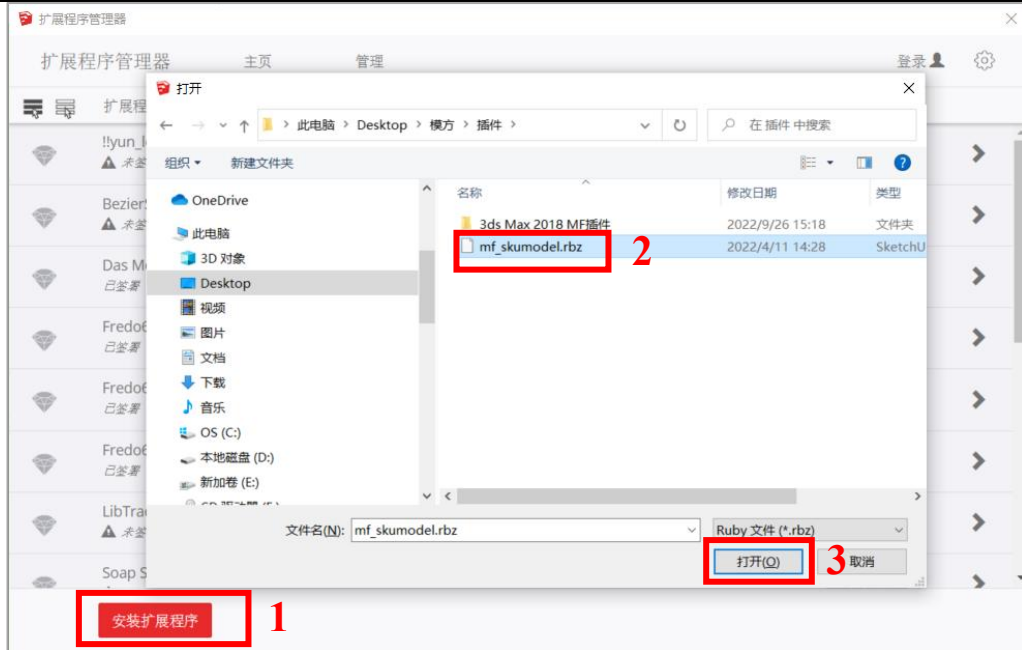 扩展程序管理器
扩展程序管理器 主页 管理 登录
扩展程
打开
此电脑 > Desktop > 模方 > 插件 >
在 插件 中搜索
组织 新建文件夹
OneDrive
此电脑
3D 对象
Desktop
视频
图片
文档
下载
音乐
OS (C:)
本地磁盘 (D:)
新加卷 (E:)
名称 修改日期 类型
3ds Max 2018 MF插件 2022/9/26 15:18 文件夹
mf_skumodel.rbz 2022/4/11 14:28 SketchU
2
文件名(N): mf_skumodel.rbz Ruby 文件 (*.rbz)
打开(O) 3 取消
!!yun_l
未签
Bezier
未签
Das M
已签署
Fredo6
已签署
Fredo6
已签署
Fredo6
已签署
LibTra
未签
Soap S
安装扩展程序 1